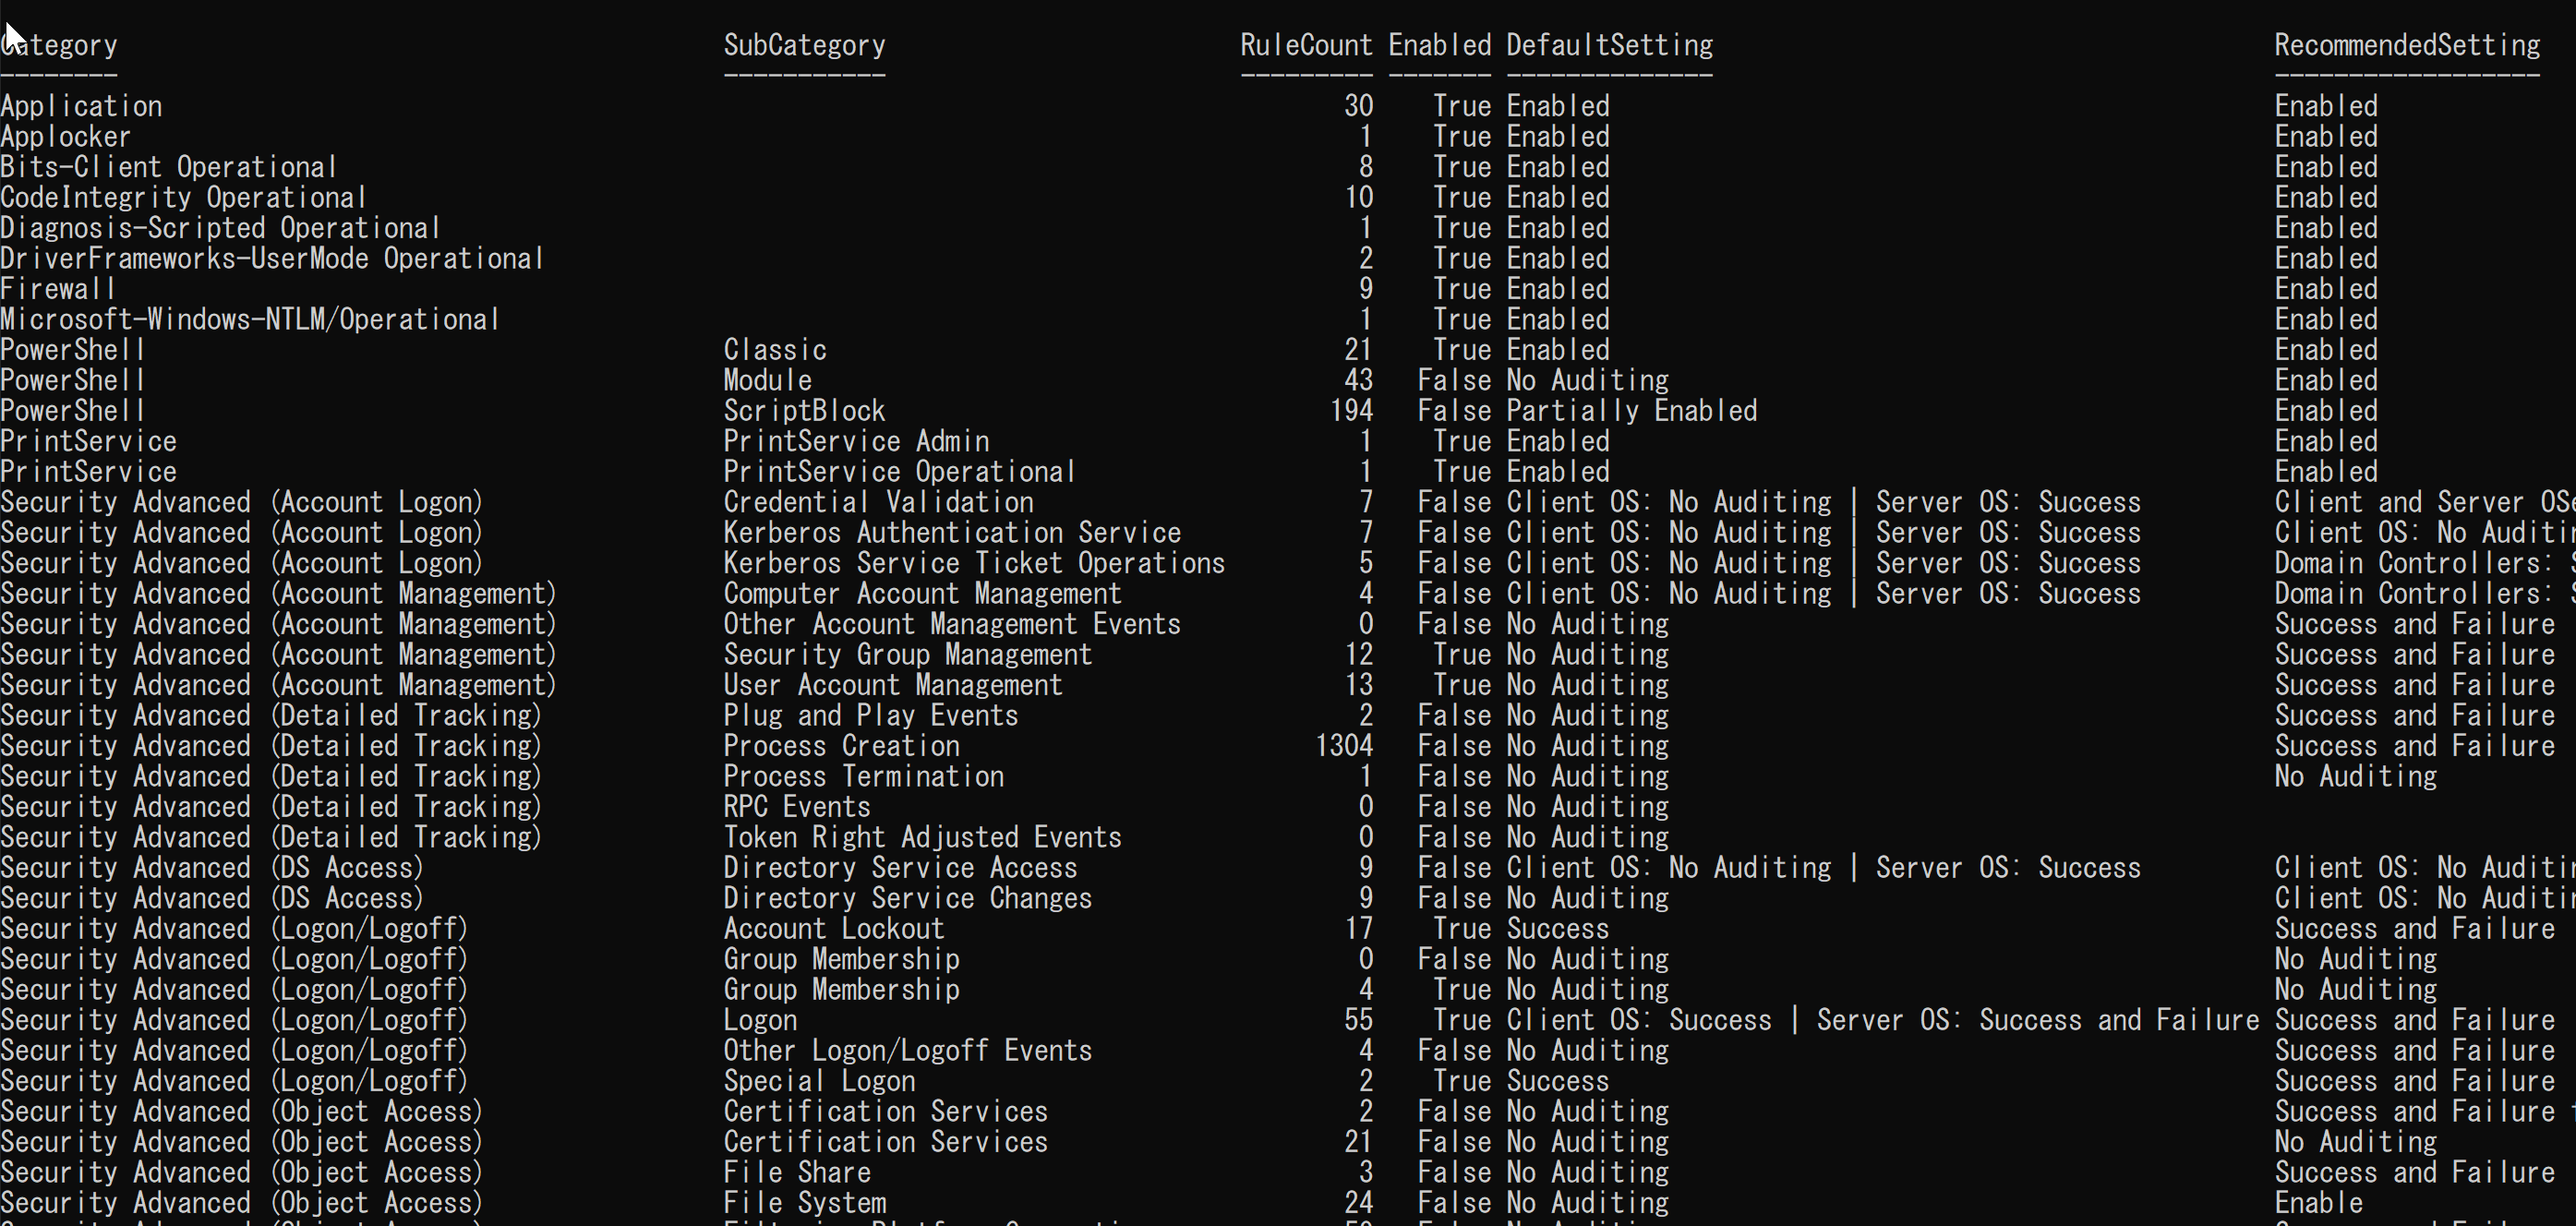 Category SubCategory RuleCount Enabled DefaultSetting RecommendedSetting
-------- ----------- --------- ------- -------------- ------------------
Application 30 True Enabled Enabled
Applocker 1 True Enabled Enabled
Bits-Client Operational 8 True Enabled Enabled
CodeIntegrity Operational 10 True Enabled Enabled
Diagnosis-Scripted Operational 1 True Enabled Enabled
DriverFrameworks-UserMode Operational 2 True Enabled Enabled
Firewall 9 True Enabled Enabled
Microsoft-Windows-NTLM/Operational 1 True Enabled Enabled
PowerShell Classic 21 True Enabled Enabled
PowerShell Module 43 False No Auditing Enabled
PowerShell ScriptBlock 194 False Partially Enabled Enabled
PrintService PrintService Admin 1 True Enabled Enabled
PrintService PrintService Operational 1 True Enabled Enabled
Security Advanced (Account Logon) Credential Validation 7 False Client OS: No Auditing | Server OS: Success Client and Server OSe
Security Advanced (Account Logon) Kerberos Authentication Service 7 False Client OS: No Auditing | Server OS: Success Client OS: No Auditin
Security Advanced (Account Logon) Kerberos Service Ticket Operations 5 False Client OS: No Auditing | Server OS: Success Domain Controllers: S
Security Advanced (Account Management) Computer Account Management 4 False Client OS: No Auditing | Server OS: Success Domain Controllers: S
Security Advanced (Account Management) Other Account Management Events 0 False No Auditing Success and Failure
Security Advanced (Account Management) Security Group Management 12 True No Auditing Success and Failure
Security Advanced (Account Management) User Account Management 13 True No Auditing Success and Failure
Security Advanced (Detailed Tracking) Plug and Play Events 2 False No Auditing Success and Failure
Security Advanced (Detailed Tracking) Process Creation 1304 False No Auditing Success and Failure
Security Advanced (Detailed Tracking) Process Termination 1 False No Auditing No Auditing
Security Advanced (Detailed Tracking) RPC Events 0 False No Auditing
Security Advanced (Detailed Tracking) Token Right Adjusted Events 0 False No Auditing
Security Advanced (DS Access) Directory Service Access 9 False Client OS: No Auditing | Server OS: Success Client OS: No Auditin
Security Advanced (DS Access) Directory Service Changes 9 False No Auditing Client OS: No Auditin
Security Advanced (Logon/Logoff) Account Lockout 17 True Success Success and Failure
Security Advanced (Logon/Logoff) Group Membership 0 False No Auditing No Auditing
Security Advanced (Logon/Logoff) Group Membership 4 True No Auditing No Auditing
Security Advanced (Logon/Logoff) Logon 55 True Client OS: Success | Server OS: Success and Failure Success and Failure
Security Advanced (Logon/Logoff) Other Logon/Logoff Events 4 False No Auditing Success and Failure
Security Advanced (Logon/Logoff) Special Logon 2 True Success Success and Failure
Security Advanced (Object Access) Certification Services 2 False No Auditing Success and Failure
Security Advanced (Object Access) Certification Services 21 False No Auditing No Auditing
Security Advanced (Object Access) File Share 3 False No Auditing Success and Failure
Security Advanced (Object Access) File System 24 False No Auditing Enable